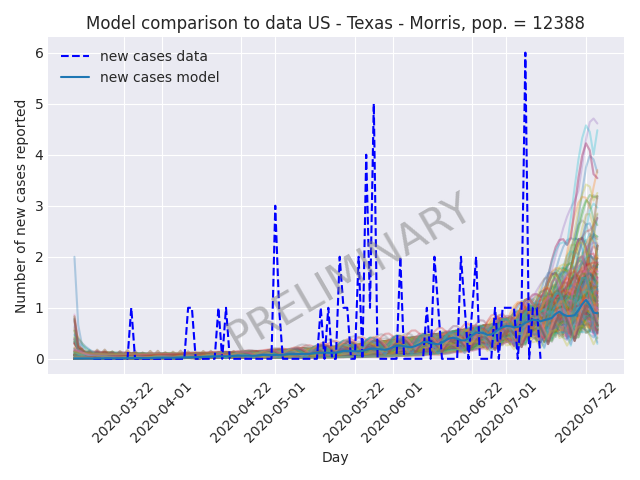 Model comparison to data US - Texas - Morris, pop. = 12388
new cases data
new cases model
Number of new cases reported
6
5
4
3
2
1
0
PRELIMINARY
2020-03-22
2020-04-01
2020-04-22
2020-05-01
2020-05-22
2020-06-01
2020-06-22
2020-07-01
2020-07-22
Day